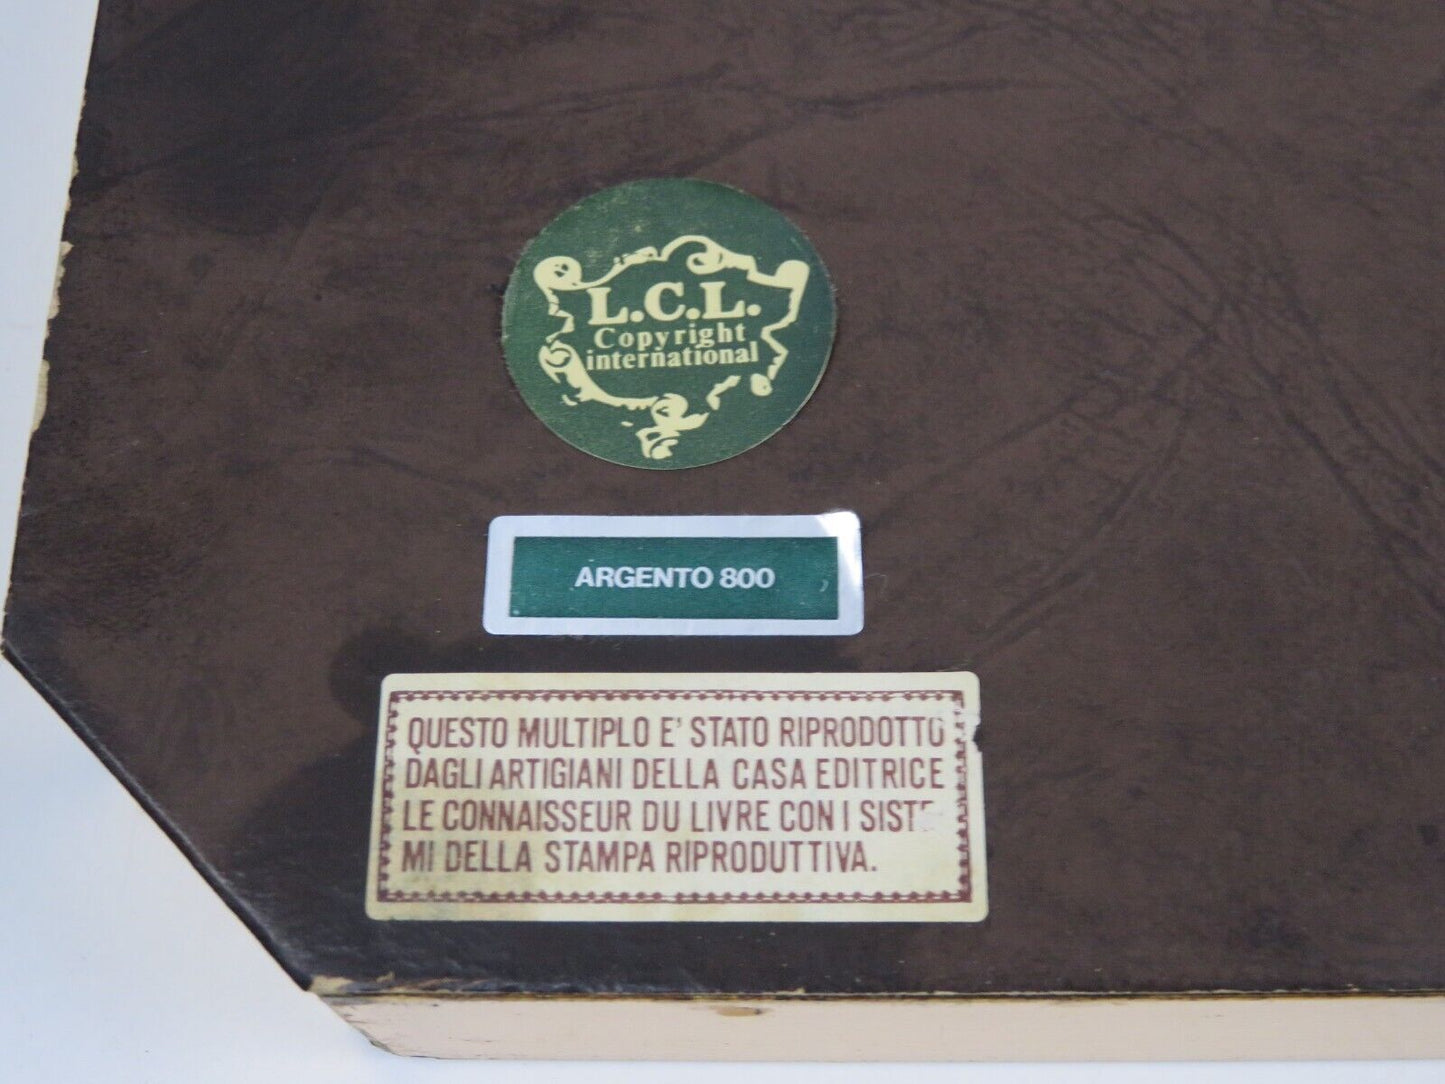 L.C.L.
Copyright
international
ARGENTO 800
QUESTO MULTIPLO E' STATO RIPRODOTTO
DAGLI ARTIGIANI DELLA CASA EDITRICE
LE CONNAISSEUR DU LIVRE CON I SISTE
MI DELLA STAMPA RIPRODUTTIVA.